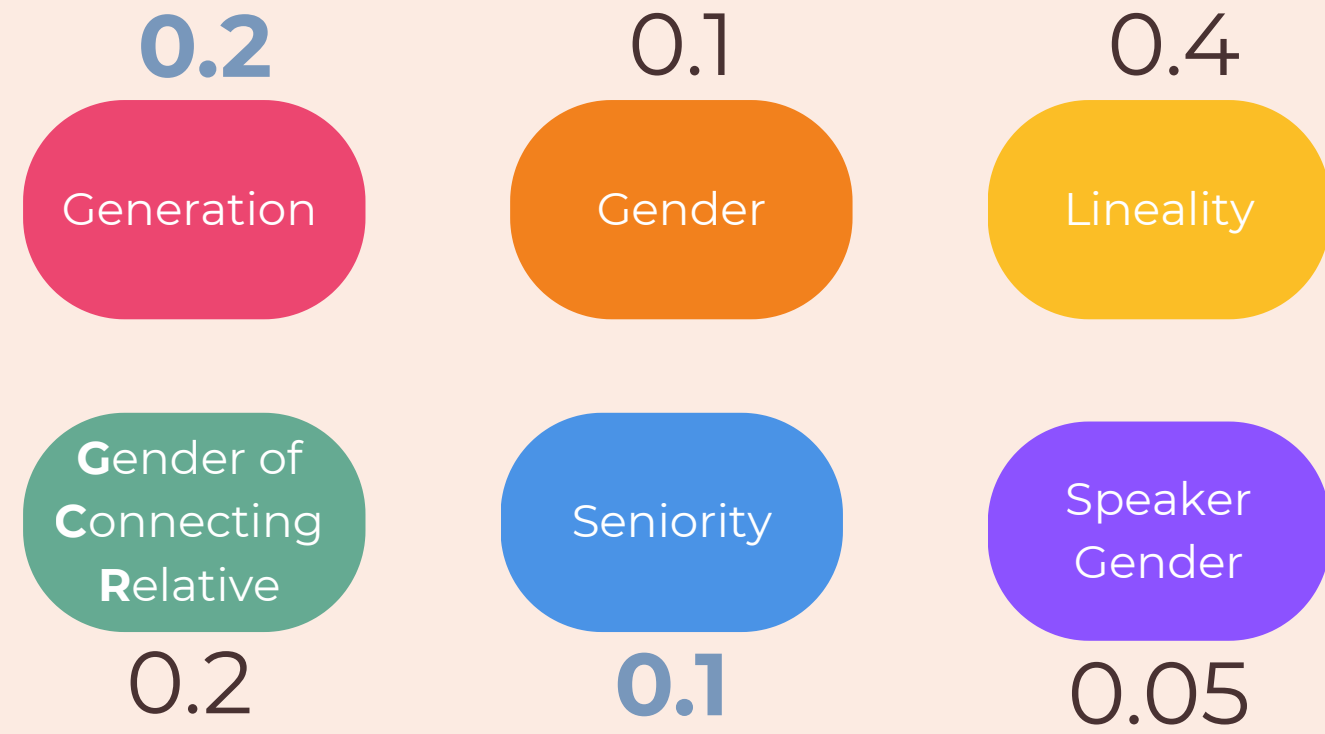 0.2
0.1
0.4
Generation
Gender
Lineality
Gender of
Connecting
Relative
Seniority
Speaker
Gender
0.2
0.1
0.05